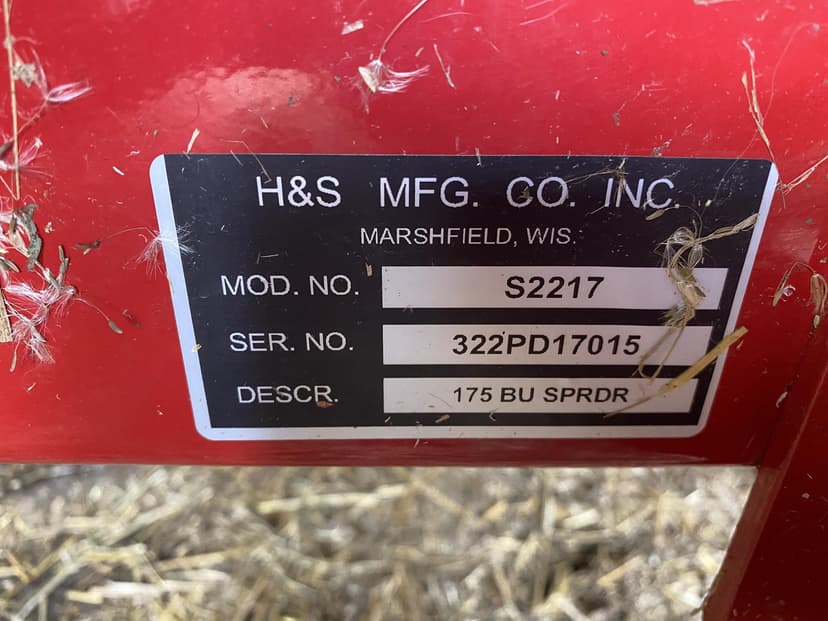 H&S MFG. CO. INC.
MARSHFIELD, WIS.
MOD. NO. S2217
SER. NO. 322PD17015
DESCR. 175 BU SPRDR